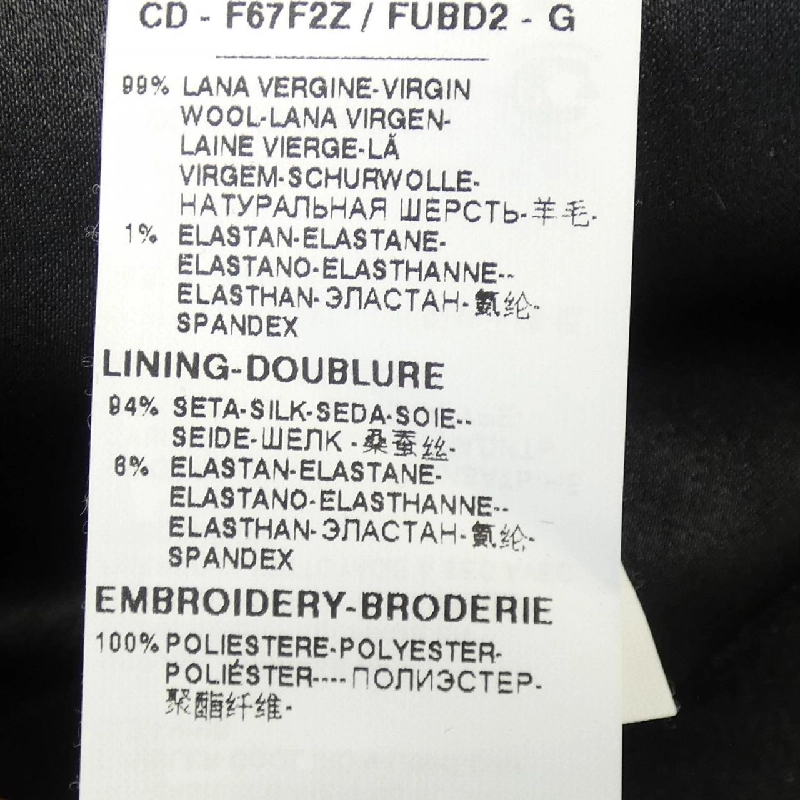 CD - F67F2Z / FUBD2 - G
99% LANA VERGINE-VIRGIN
WOOL-LANA VIRGEN-
LAINE VIERGE-LÃ
VIRGEM-SCHURWOLLE-
НАТУРАЛЬНАЯ ШЕРСТЬ-羊毛-
1% ELASTAN-ELASTANE-
ELASTANO-ELASTHANNE--
ELASTHAN-ЭЛАСТАН-氨纶-
SPANDEX
LINING-DOUBLURE
94% SETA-SILK-SEDA-SOIE--
SEIDE-ШЕЛК-桑蚕丝-
6% ELASTAN-ELASTANE-
ELASTANO-ELASTHANNE--
ELASTHAN-ЭЛАСТАН-氨纶-
SPANDEX
EMBROIDERY-BRODERIE
100% POLIESTERE-POLYESTER-
POLIÉSTER----ПОЛИЭСТЕР-
聚酯纤维-